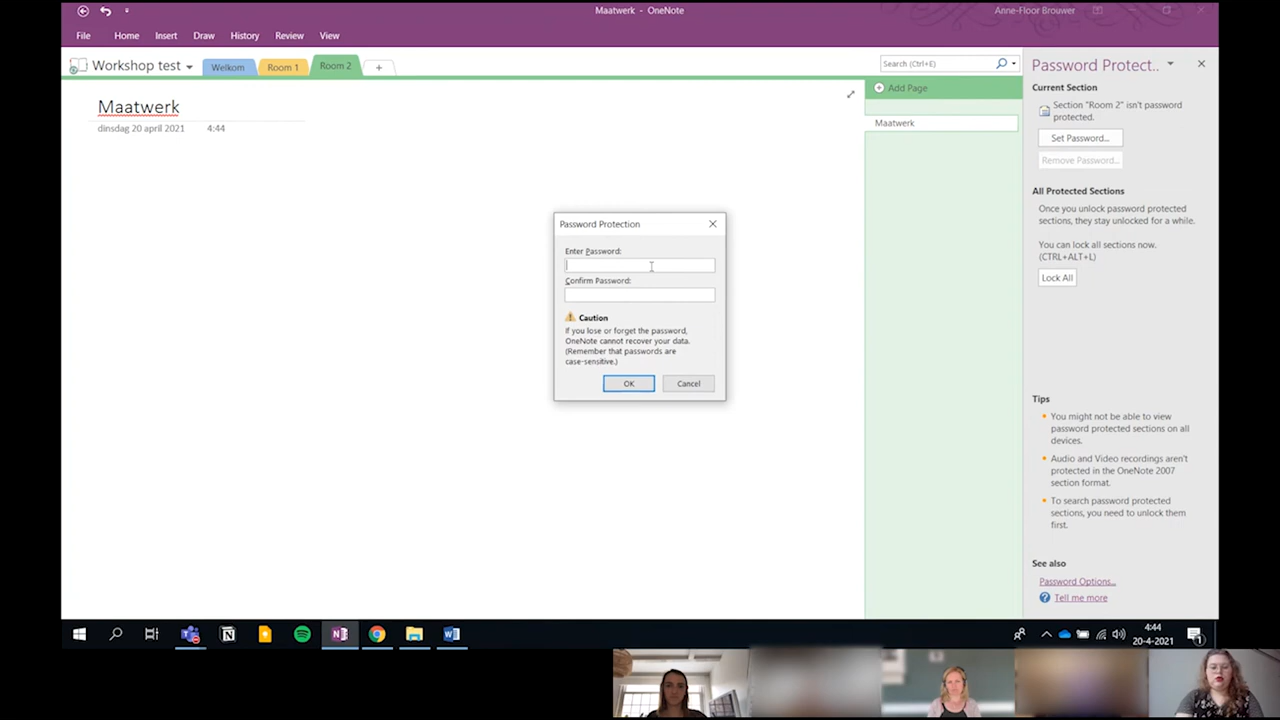 Maatwerk - OneNote
Anne-Floor Brouwer
File Home Insert Draw History Review View
Workshop test
Welkom
Room 1
Room 2
Search (Ctrl+E)
Add Page
Maatwerk
Maatwerk
dinsdag 20 april 2021 4:44
Password Protection
Enter Password:
Confirm Password:
Caution
If you lose or forget the password,
OneNote cannot recover your data.
(Remember that passwords are
case-sensitive.)
OK
Cancel
Password Protect..
Current Section
Section "Room 2" isn't password
protected.
Set Password...
Remove Password...
All Protected Sections
Once you unlock password protected
sections, they stay unlocked for a while.
You can lock all sections now.
(CTRL+ALT+L)
Lock All
Tips
You might not be able to view
password protected sections on all
devices.
Audio and Video recordings aren't
protected in the OneNote 2007
section format.
To search password protected
sections, you need to unlock them
first.
See also
Password Options...
Tell me more
4:44
20-4-2021
1